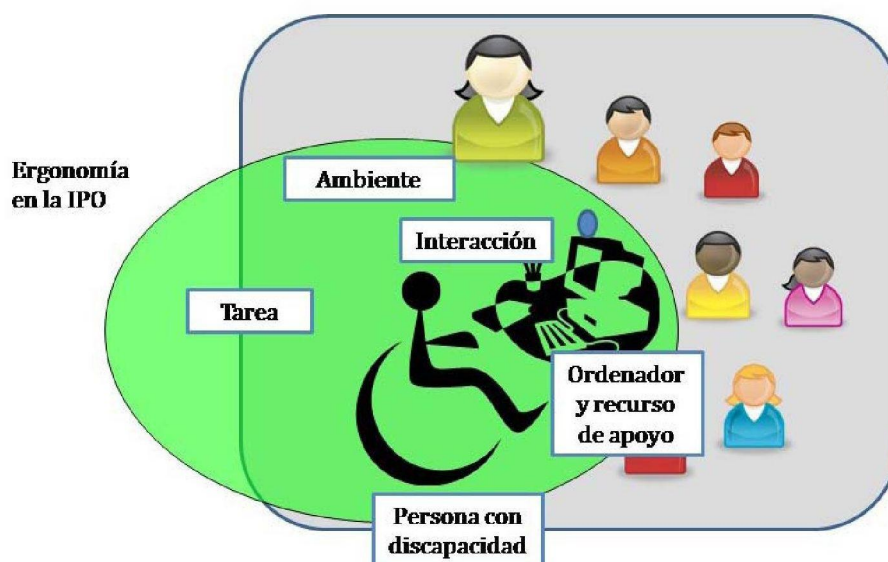 Ergonomía
en la IPO
Ambiente
Interacción
Tarea
Ordenador
y recurso
de apoyo
Persona con
discapacidad